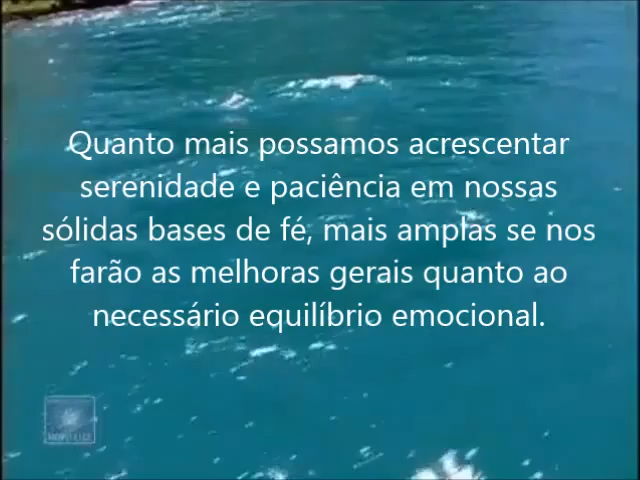 Quanto mais possamos acrescentar
serenidade e paciência em nossas
sólidas bases de fé, mais amplas se nos
farão as melhoras gerais quanto ao
necessário equilíbrio emocional.